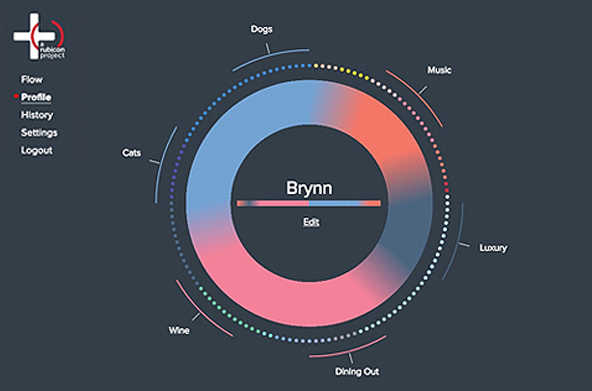 a
rubicon
project
Flow
Profile
History
Settings
Logout
Dogs
Music
Cats
Brynn
Edit
Luxury
Wine
Dining Out